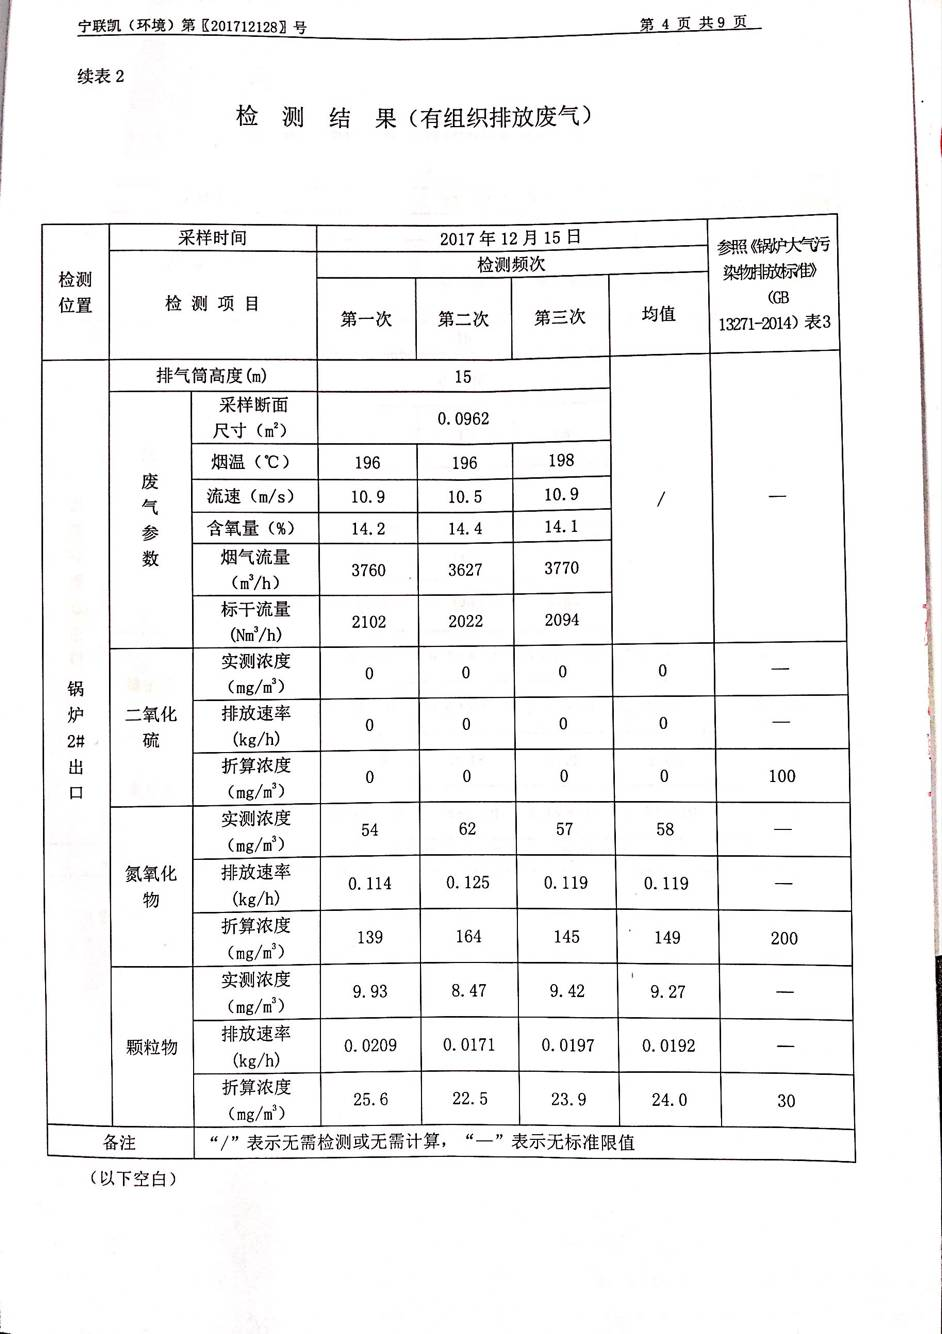 宁联凯（环境）第〖201712128〗号 第 4 页 共9 页
续表 2
检 测 结 果（有组织排放废气）
检测位置 采样时间 2017 年 12 月 15 日 参照《锅炉大气污染物排放标准》（GB 13271-2014）表3
检 测 项 目 检测频次
第一次 第二次 第三次 均值
锅炉2#出口 排气筒高度(m) 15 / —
废气参数 采样断面尺寸（m²） 0.0962
烟温（℃） 196 196 198
流速（m/s） 10.9 10.5 10.9
含氧量（%） 14.2 14.4 14.1
烟气流量（m³/h） 3760 3627 3770
标干流量(Nm³/h) 2102 2022 2094
二氧化硫 实测浓度（mg/m³） 0 0 0 0 —
排放速率(kg/h) 0 0 0 0 —
折算浓度（mg/m³） 0 0 0 0 100
氮氧化物 实测浓度（mg/m³） 54 62 57 58 —
排放速率(kg/h) 0.114 0.125 0.119 0.119 —
折算浓度（mg/m³） 139 164 145 149 200
颗粒物 实测浓度（mg/m³） 9.93 8.47 9.42 9.27 —
排放速率(kg/h) 0.0209 0.0171 0.0197 0.0192 —
折算浓度（mg/m³） 25.6 22.5 23.9 24.0 30
备注 “/”表示无需检测或无需计算，“—”表示无标准限值
（以下空白）